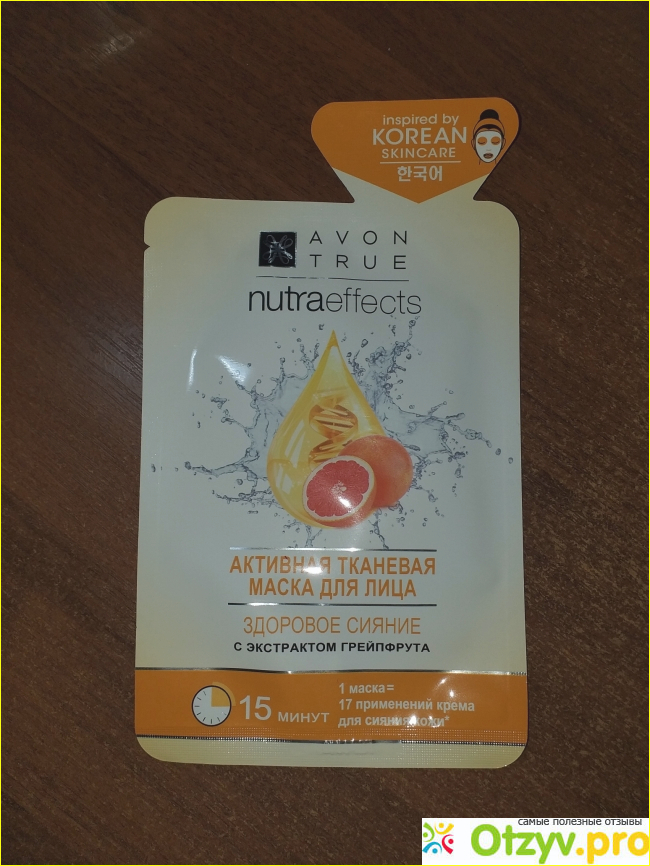 inspired by
KOREAN
SKINCARE
한국어
AVON
TRUE
nutraeffects
АКТИВНАЯ ТКАНЕВАЯ
МАСКА ДЛЯ ЛИЦА
ЗДОРОВОЕ СИЯНИЕ
С ЭКСТРАКТОМ ГРЕЙПФРУТА
15 МИНУТ
1 маска=
17 применений крема
для сияния кожи*
самые полезные отзывы
Otzyv.pro